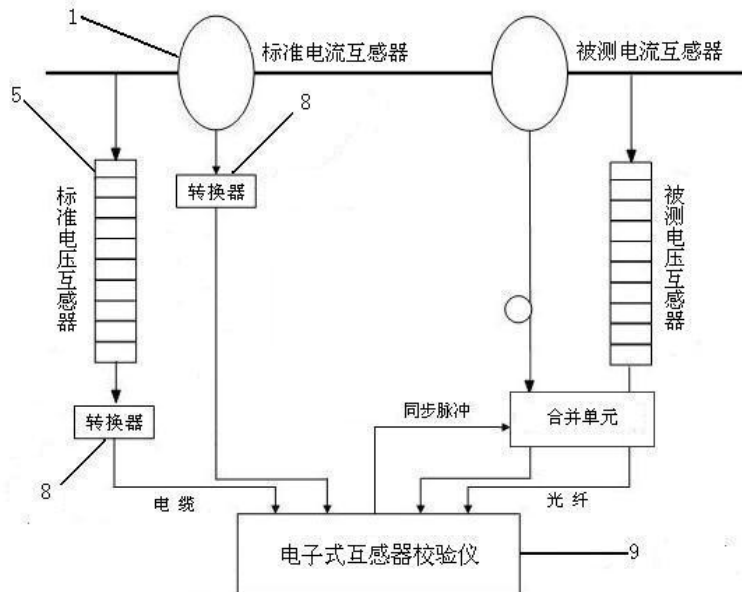 1
标准电流互感器
被测电流互感器
5
8
转换器
标准电压互感器
被测电压互感器
转换器
同步脉冲
合并单元
8
电缆
光纤
电子式互感器校验仪
9